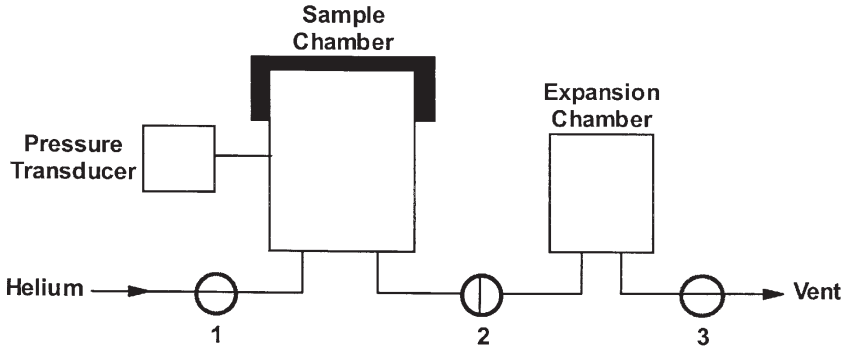 Sample
Chamber
Expansion
Chamber
Pressure
Transducer
Helium
Vent
1
2
3